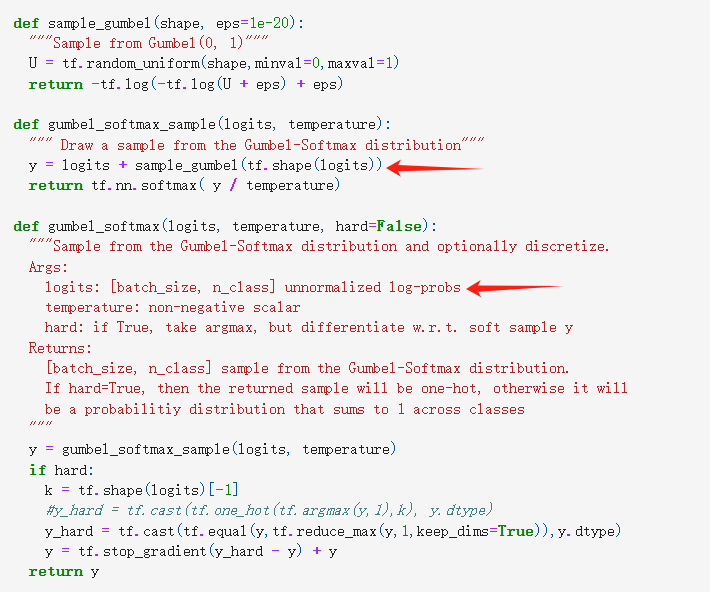 def sample_gumbel(shape, eps=1e-20):
"""Sample from Gumbel(0, 1)"""
U = tf.random_uniform(shape,minval=0,maxval=1)
return -tf.log(-tf.log(U + eps) + eps)
def gumbel_softmax_sample(logits, temperature):
""" Draw a sample from the Gumbel-Softmax distribution"""
y = logits + sample_gumbel(tf.shape(logits))
return tf.nn.softmax( y / temperature)
def gumbel_softmax(logits, temperature, hard=False):
"""Sample from the Gumbel-Softmax distribution and optionally discretize.
Args:
logits: [batch_size, n_class] unnormalized log-probs
temperature: non-negative scalar
hard: if True, take argmax, but differentiate w.r.t. soft sample y
Returns:
[batch_size, n_class] sample from the Gumbel-Softmax distribution.
If hard=True, then the returned sample will be one-hot, otherwise it will
be a probabilitiy distribution that sums to 1 across classes
"""
y = gumbel_softmax_sample(logits, temperature)
if hard:
k = tf.shape(logits)[-1]
#y_hard = tf.cast(tf.one_hot(tf.argmax(y,1),k), y.dtype)
y_hard = tf.cast(tf.equal(y,tf.reduce_max(y,1,keep_dims=True)),y.dtype)
y = tf.stop_gradient(y_hard - y) + y
return y